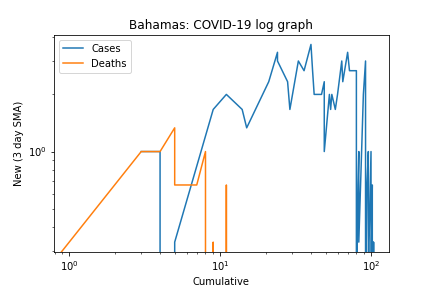 Bahamas: COVID-19 log graph
Cases
Deaths
New (3 day SMA)
10⁰
10⁰
10¹
10²
Cumulative